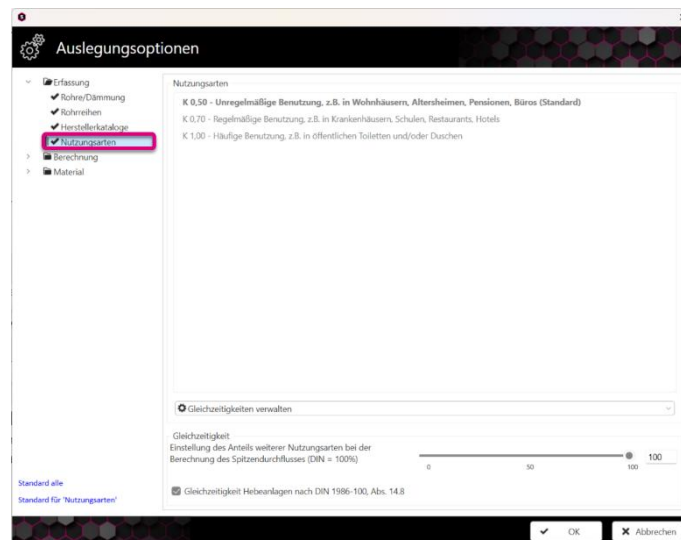 Auslegungsoptionen
Erfassung
Rohre/Dämmung
Rohrreihen
Herstellerkataloge
Nutzungsarten
Berechnung
Material
Standard alle
Standard für 'Nutzungsarten'
Nutzungsarten
K 0,50 - Unregelmäßige Benutzung, z.B. in Wohnhäusern, Altersheimen, Pensionen, Büros (Standard)
K 0,70 - Regelmäßige Benutzung, z.B. in Krankenhäusern, Schulen, Restaurants, Hotels
K 1,00 - Häufige Benutzung, z.B. in öffentlichen Toiletten und/oder Duschen
Gleichzeitigkeiten verwalten
Gleichzeitigkeit
Einstellung des Anteils weiterer Nutzungsarten bei der
Berechnung des Spitzendurchflusses (DIN = 100%)
0 50 100
100
Gleichzeitigkeit Hebeanlagen nach DIN 1986-100, Abs. 14.8
OK
Abbrechen